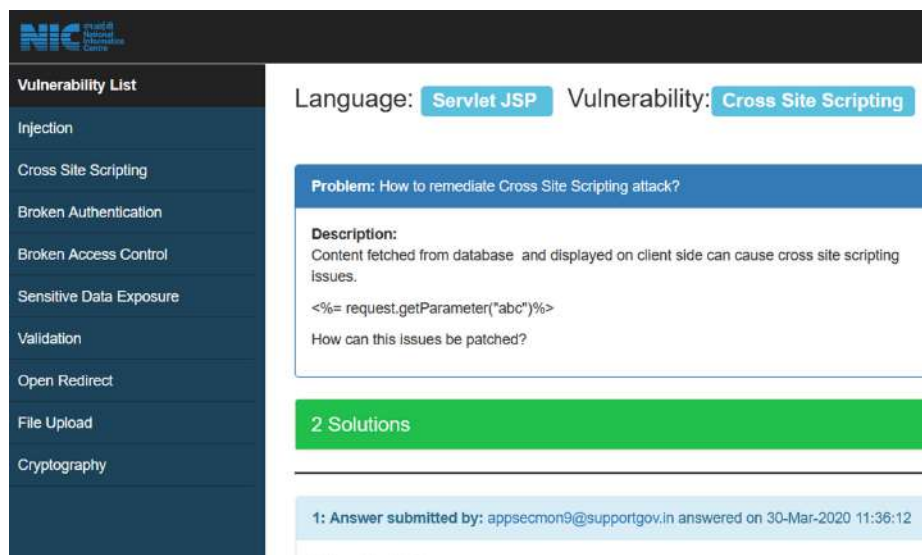 NIC
National
Informatics
Centre
Vulnerability List
Injection
Cross Site Scripting
Broken Authentication
Broken Access Control
Sensitive Data Exposure
Validation
Open Redirect
File Upload
Cryptography
Language: Servlet JSP Vulnerability: Cross Site Scripting
Problem: How to remediate Cross Site Scripting attack?
Description:
Content fetched from database and displayed on client side can cause cross site scripting
issues.
<%= request.getParameter("abc")%>
How can this issues be patched?
2 Solutions
1: Answer submitted by: appsecmon9@supportgov.in answered on 30-Mar-2020 11:36:12